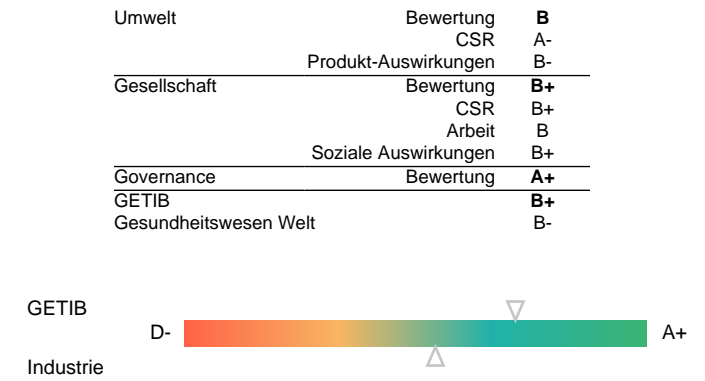 Umwelt Bewertung B
CSR A-
Produkt-Auswirkungen B-
Gesellschaft Bewertung B+
CSR B+
Arbeit B
Soziale Auswirkungen B+
Governance Bewertung A+
GETIB B+
Gesundheitswesen Welt B-
GETIB
D- A+
Industrie